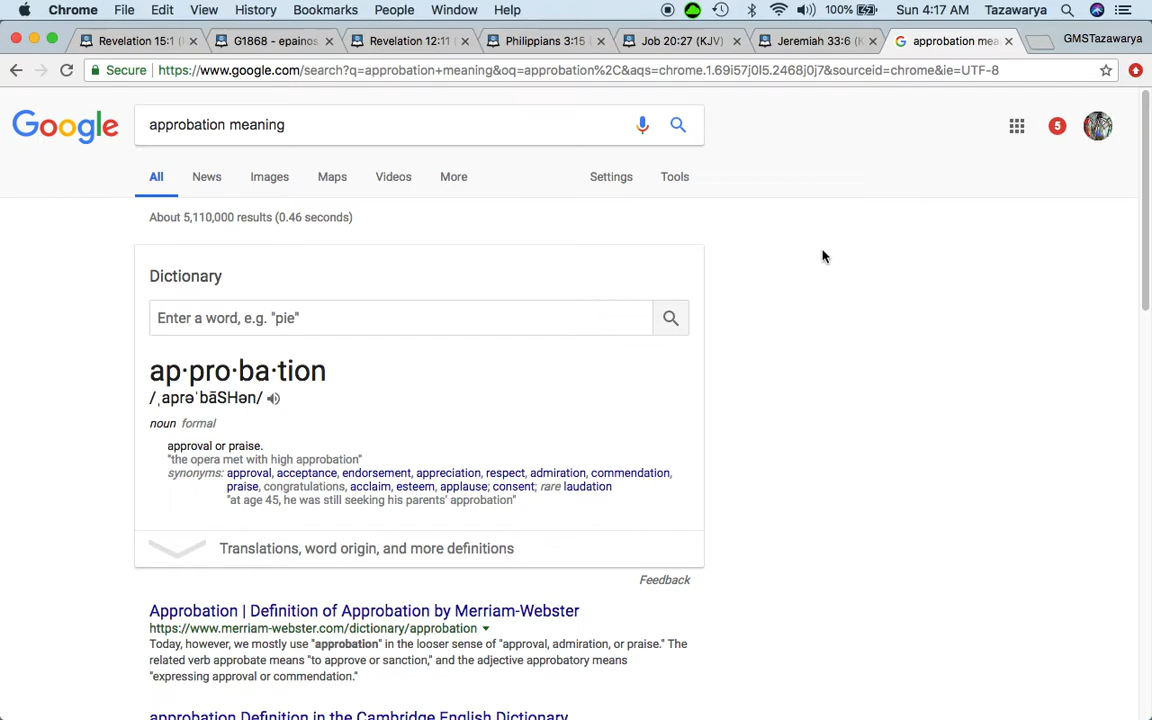 Chrome File Edit View History Bookmarks People Window Help 100% Sun 4:17 AM Tazawarya
Revelation 15:1 ( G1868 - epainos Revelation 12:11 ( Philippians 3:15 ( Job 20:27 (KJV) Jeremiah 33:6 (K approbation mea GMSTazawarya
Secure https://www.google.com/search?q=approbation+meaning&oq=approbation%2C&aqs=chrome.1.69i57j0l5.2468j0j7&sourceid=chrome&ie=UTF-8
Google approbation meaning 5
All News Images Maps Videos More Settings Tools
About 5,110,000 results (0.46 seconds)
Dictionary
Enter a word, e.g. "pie"
ap·pro·ba·tion
/ˌaprəˈbāSHən/
noun formal
approval or praise.
"the opera met with high approbation"
synonyms: approval, acceptance, endorsement, appreciation, respect, admiration, commendation,
praise, congratulations, acclaim, esteem, applause; consent; rare laudation
"at age 45, he was still seeking his parents' approbation"
Translations, word origin, and more definitions
Feedback
Approbation | Definition of Approbation by Merriam-Webster
https://www.merriam-webster.com/dictionary/approbation
Today, however, we mostly use "approbation" in the looser sense of "approval, admiration, or praise." The
related verb approbate means "to approve or sanction," and the adjective approbatory means
"expressing approval or commendation."
approbation Definition in the Cambridge English Dictionary